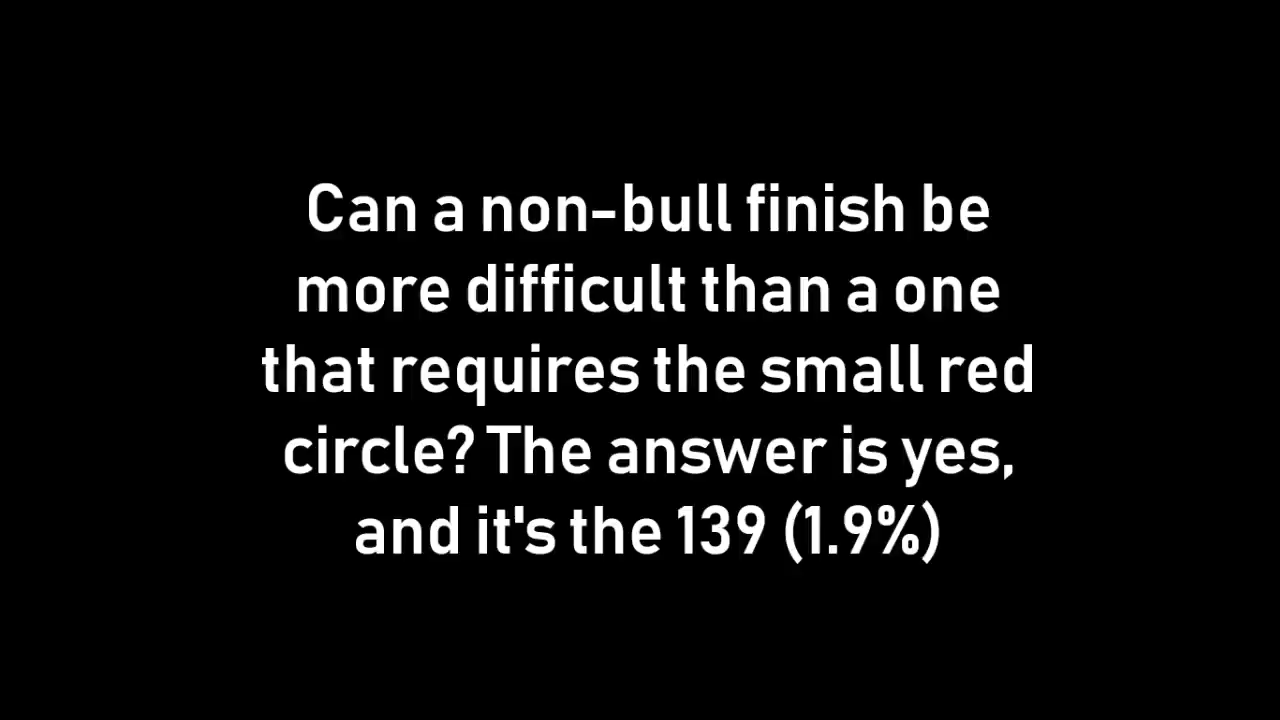 Can a non-bull finish be
more difficult than a one
that requires the small red
circle? The answer is yes,
and it's the 139 (1.9%)